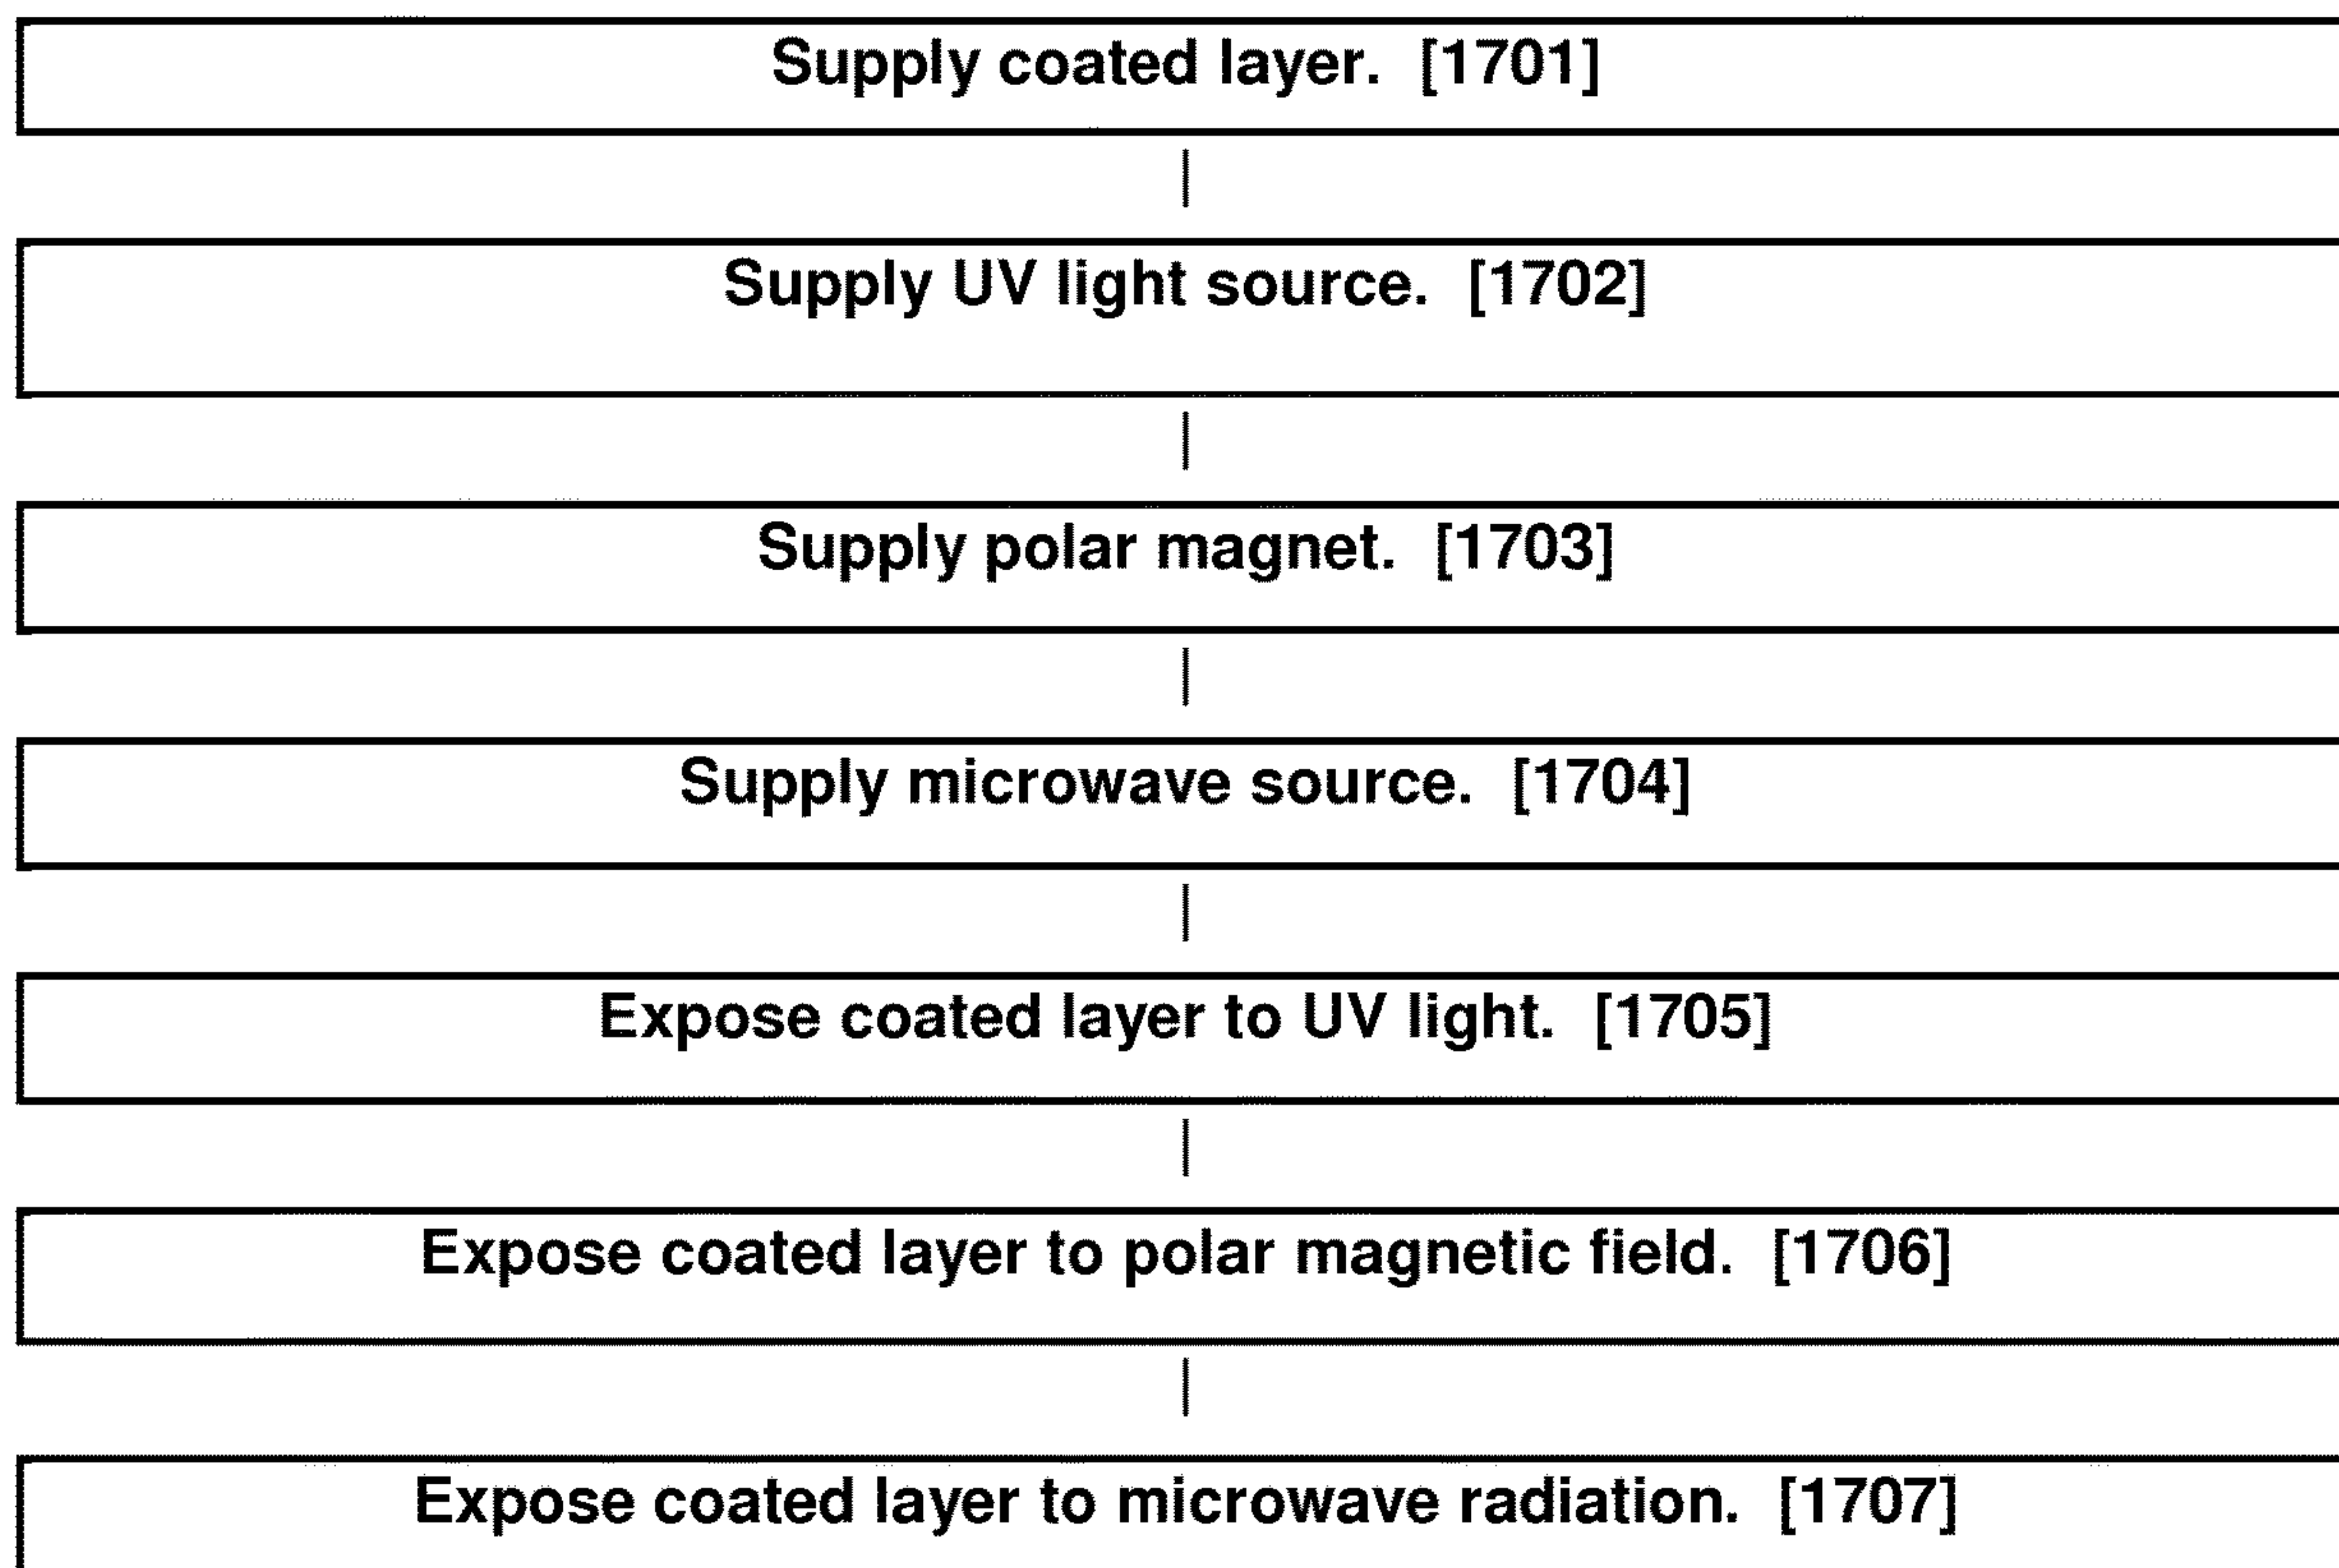 Supply coated layer. [1701]
Supply UV light source. [1702]
Supply polar magnet. [1703]
Supply microwave source. [1704]
Expose coated layer to UV light. [1705]
Expose coated layer to polar magnetic field. [1706]
Expose coated layer to microwave radiation. [1707]